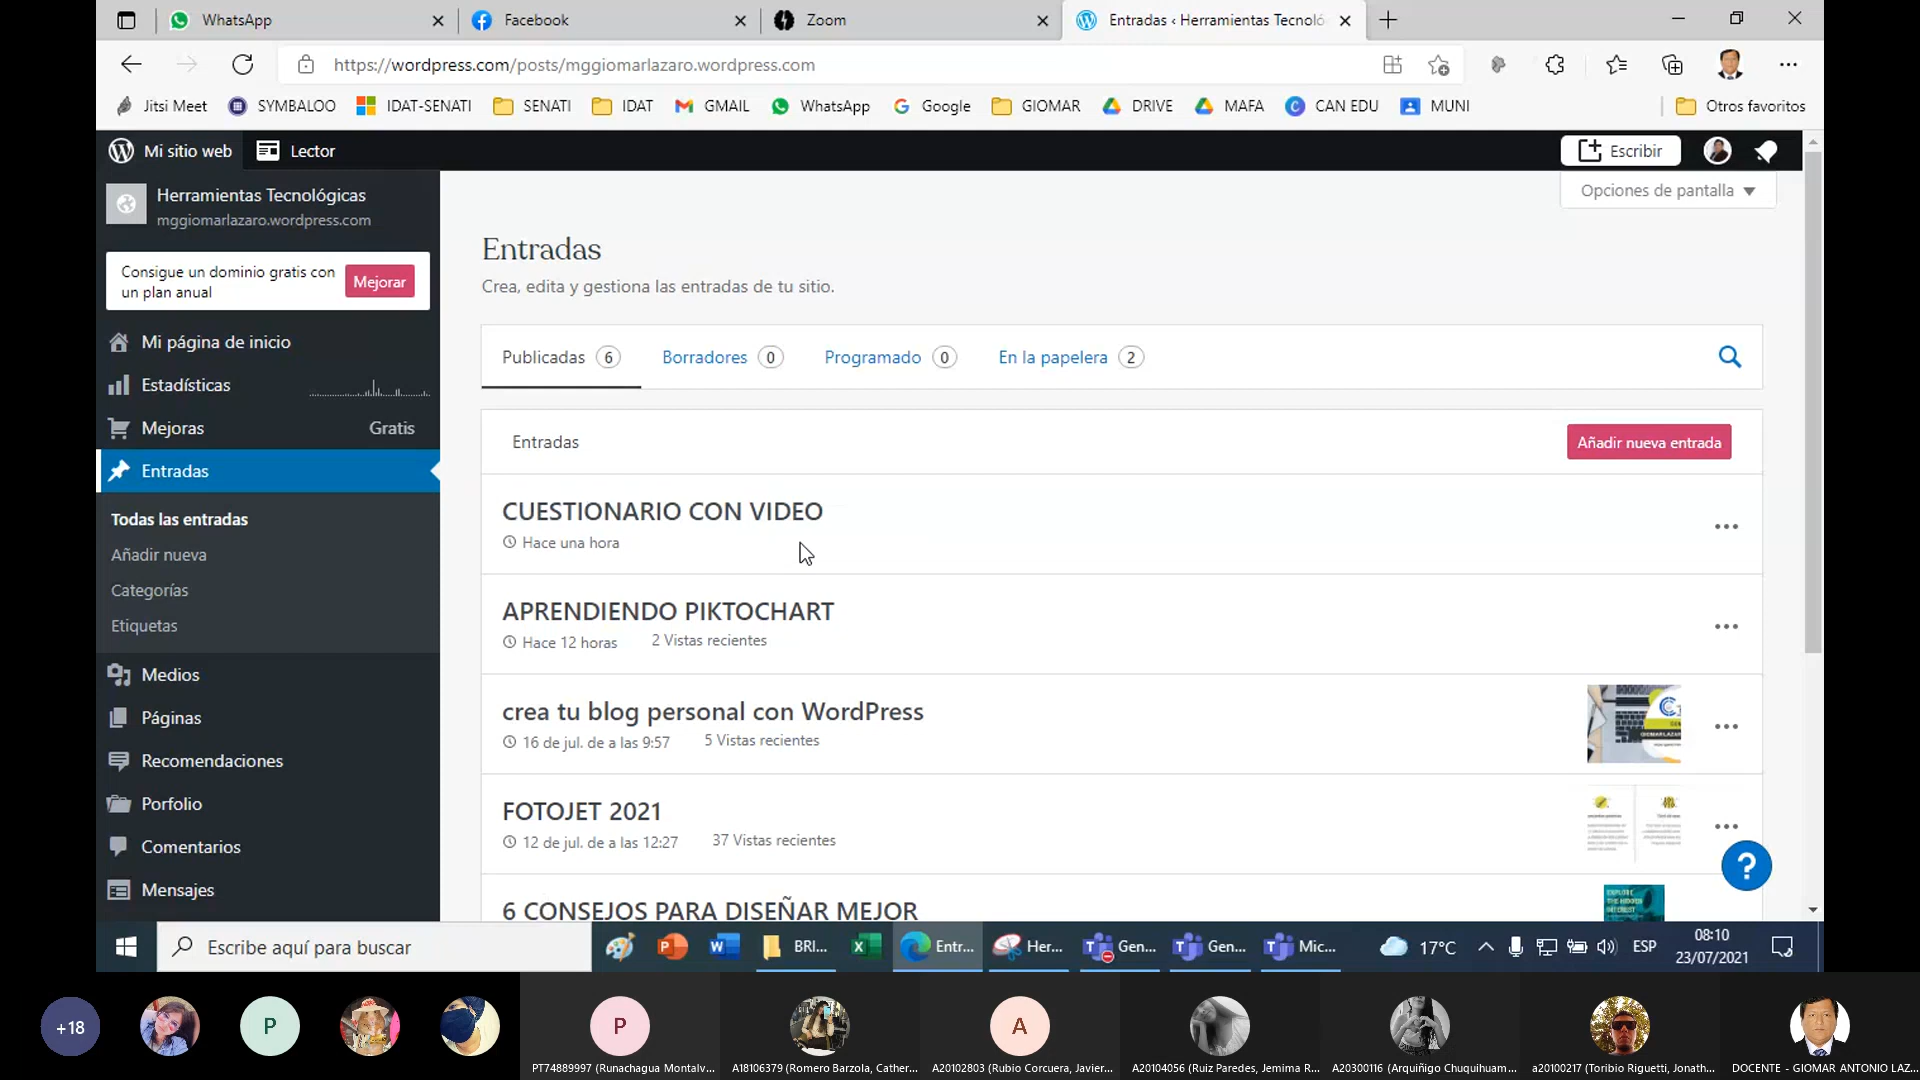 WhatsApp
Facebook
Zoom
Entradas ‹ Herramientas Tecnoló
https://wordpress.com/posts/mggiomarlazaro.wordpress.com
Jitsi Meet
SYMBALOO
IDAT-SENATI
SENATI
IDAT
GMAIL
WhatsApp
Google
GIOMAR
DRIVE
MAFA
CAN EDU
MUNI
Otros favoritos
Mi sitio web
Lector
Escribir
Herramientas Tecnológicas
mggiomarlazaro.wordpress.com
Opciones de pantalla
Consigue un dominio gratis con
un plan anual
Mejorar
Mi página de inicio
Estadísticas
Mejoras
Gratis
Entradas
Todas las entradas
Añadir nueva
Categorías
Etiquetas
Medios
Páginas
Recomendaciones
Porfolio
Comentarios
Mensajes
Entradas
Crea, edita y gestiona las entradas de tu sitio.
Publicadas 6
Borradores 0
Programado 0
En la papelera 2
Entradas
Añadir nueva entrada
CUESTIONARIO CON VIDEO
Hace una hora
APRENDIENDO PIKTOCHART
Hace 12 horas
2 Vistas recientes
crea tu blog personal con WordPress
16 de jul. de a las 9:57
5 Vistas recientes
FOTOJET 2021
12 de jul. de a las 12:27
37 Vistas recientes
6 CONSEJOS PARA DISEÑAR MEJOR
?
Escribe aquí para buscar
BRI...
Entr...
Her...
Gen...
Gen...
Mic...
17°C
ESP
08:10
23/07/2021
+18
P
P
A
PT74889997 (Runachagua Montalv...
A18106379 (Romero Barzola, Cather...
A20102803 (Rubio Corcuera, Javier...
A20104056 (Ruiz Paredes, Jemima R...
A20300116 (Arquiñigo Chuquihuam...
a20100217 (Toribio Riguetti, Jonath...
DOCENTE - GIOMAR ANTONIO LAZ...